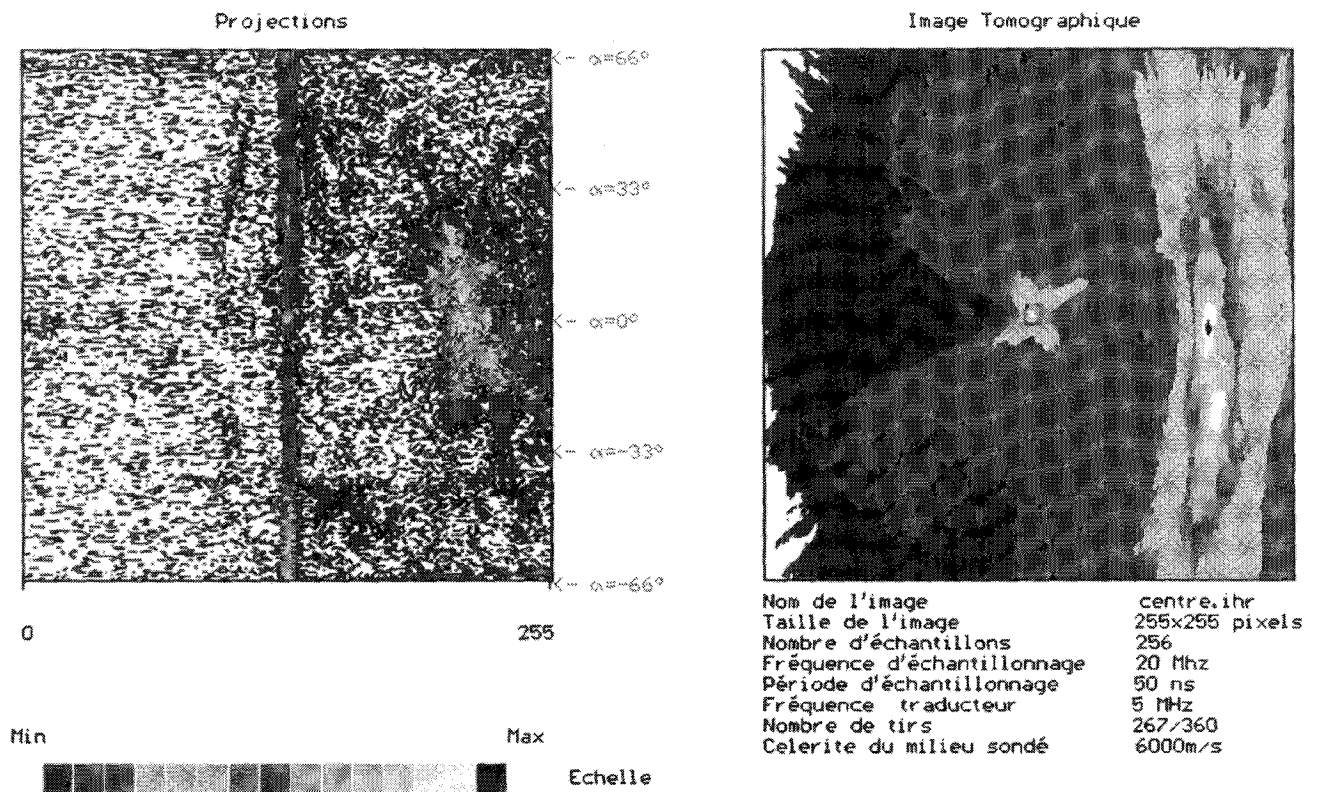 Projections
<- α=66°
<- α=33°
<- α=0°
<- α=-33°
<- α=-66°
0 255
Min Max
Echelle
Image Tomographique
Nom de l'image centre.ihr
Taille de l'image 255x255 pixels
Nombre d'échantillons 256
Fréquence d'échantillonnage 20 Mhz
Période d'échantillonnage 50 ns
Fréquence traducteur 5 MHz
Nombre de tirs 267/360
Celerite du milieu sondé 6000m/s